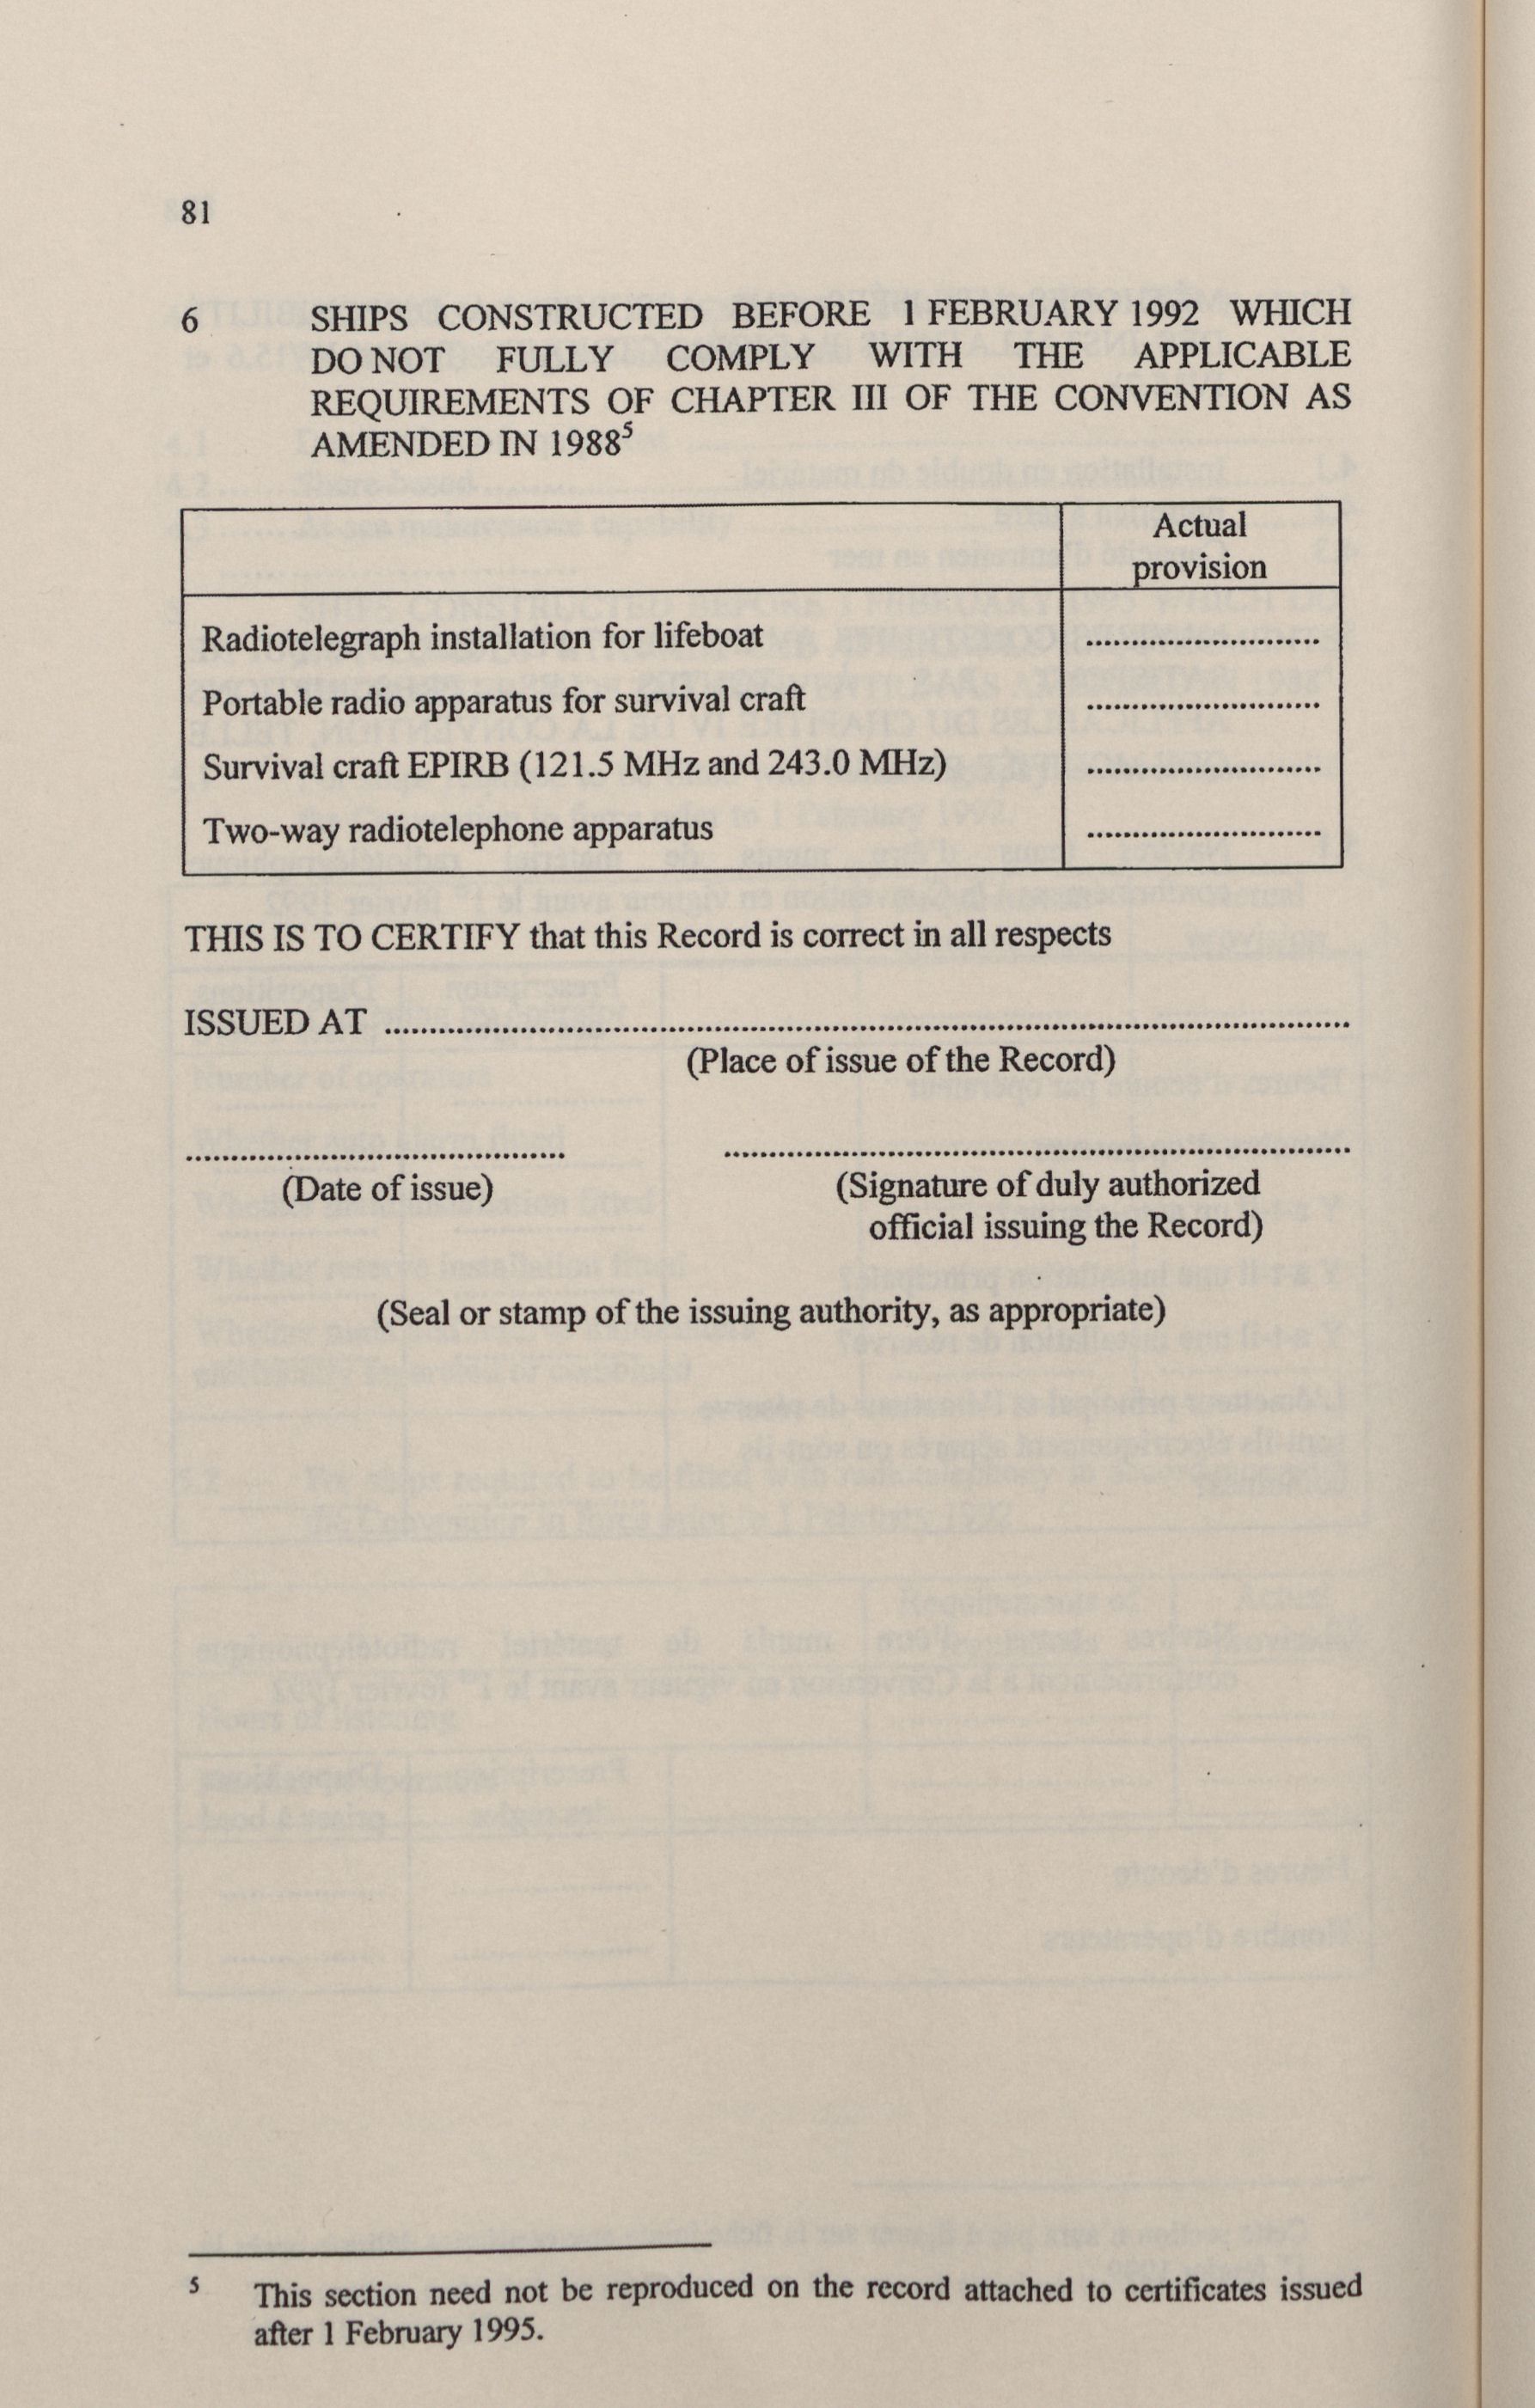 81
6 SHIPS CONSTRUCTED BEFORE 1 FEBRUARY 1992 WHICH
DO NOT FULLY COMPLY WITH THE APPLICABLE
REQUIREMENTS OF CHAPTER III OF THE CONVENTION AS
AMENDED IN 1988⁵
Actual
provision
Radiotelegraph installation for lifeboat ..........................
Portable radio apparatus for survival craft ..........................
Survival craft EPIRB (121.5 MHz and 243.0 MHz) ..........................
Two-way radiotelephone apparatus ..........................
THIS IS TO CERTIFY that this Record is correct in all respects
ISSUED AT ....................................................................................................
(Place of issue of the Record)
.......................................... ......................................................................
(Date of issue) (Signature of duly authorized
official issuing the Record)
(Seal or stamp of the issuing authority, as appropriate)
⁵ This section need not be reproduced on the record attached to certificates issued
after 1 February 1995.